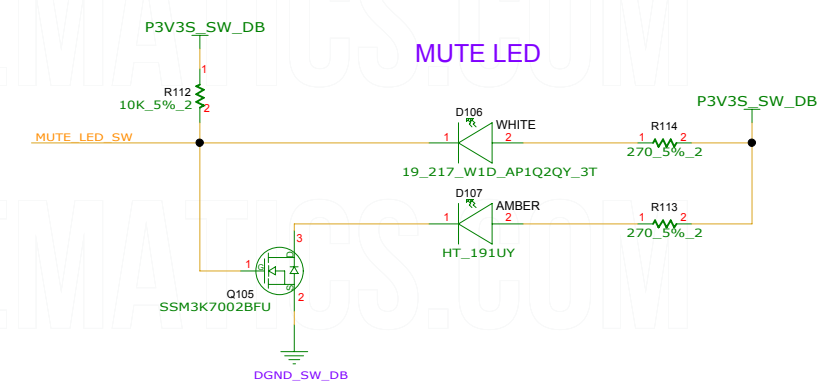 P3V3S_SW_DB
MUTE LED
1
R112
10K_5%_2
2
P3V3S_SW_DB
MUTE_LED_SW
D106
WHITE
1
2
19_217_W1D_AP1Q2QY_3T
R114
1
2
270_5%_2
D107
AMBER
1
2
HT_191UY
R113
1
2
270_5%_2
3
D
1
G
S
2
Q105
SSM3K7002BFU
DGND_SW_DB